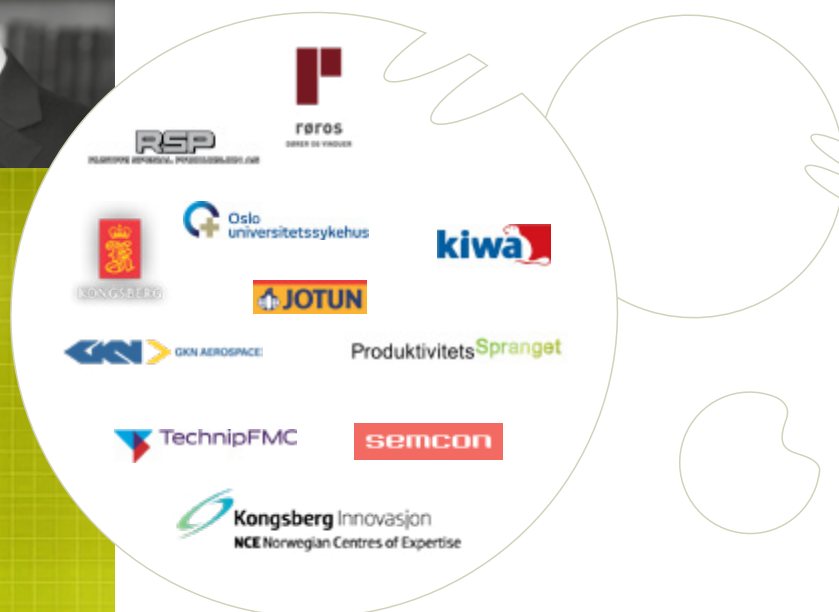 røros
DØRER OG VINDUER
RSP
Oslo
universitetssykehus
kiwa
KONGSBERG
JOTUN
GKN
GKN AEROSPACE
ProduktivitetsSpranget
TechnipFMC
semcon
Kongsberg Innovasjon
NCE Norwegian Centres of Expertise